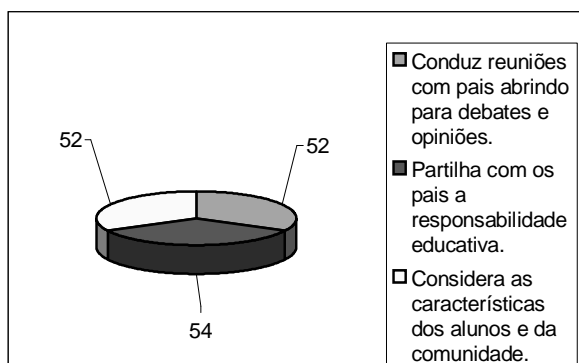 52
52
54
Conduz reuniões
com pais abrindo
para debates e
opiniões.
Partilha com os
pais a
responsabilidade
educativa.
Considera as
características
dos alunos e da
comunidade.